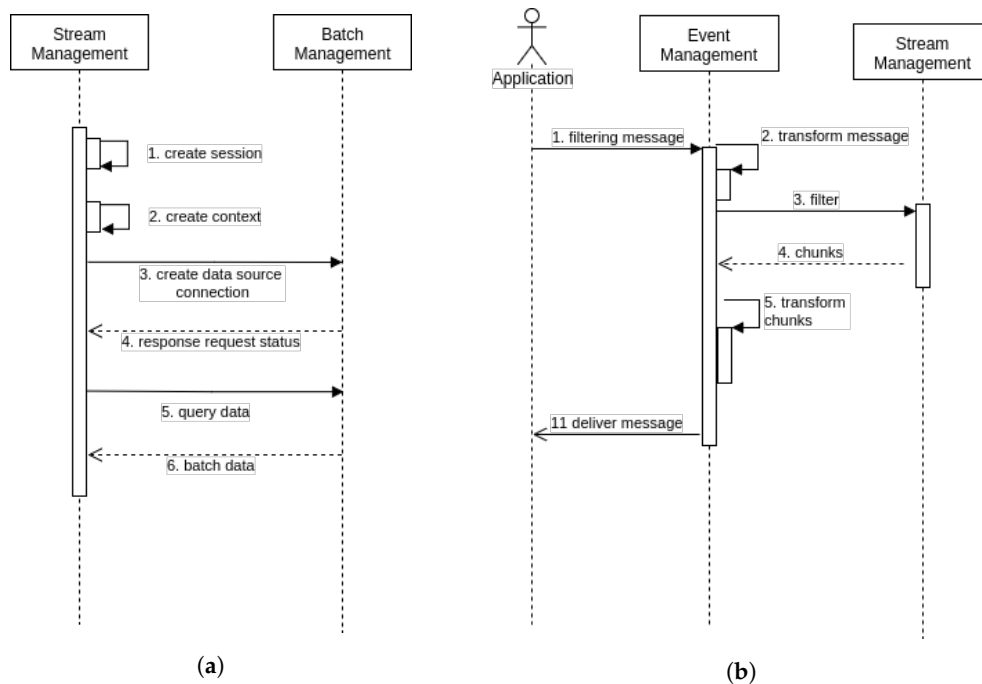 Stream
Management
Batch
Management
1. create session
2. create context
3. create data source
connection
4. response request status
5. query data
6. batch data
(a)
Application
Event
Management
Stream
Management
1. filtering message
2. transform message
3. filter
4. chunks
5. transform
chunks
11 deliver message
(b)